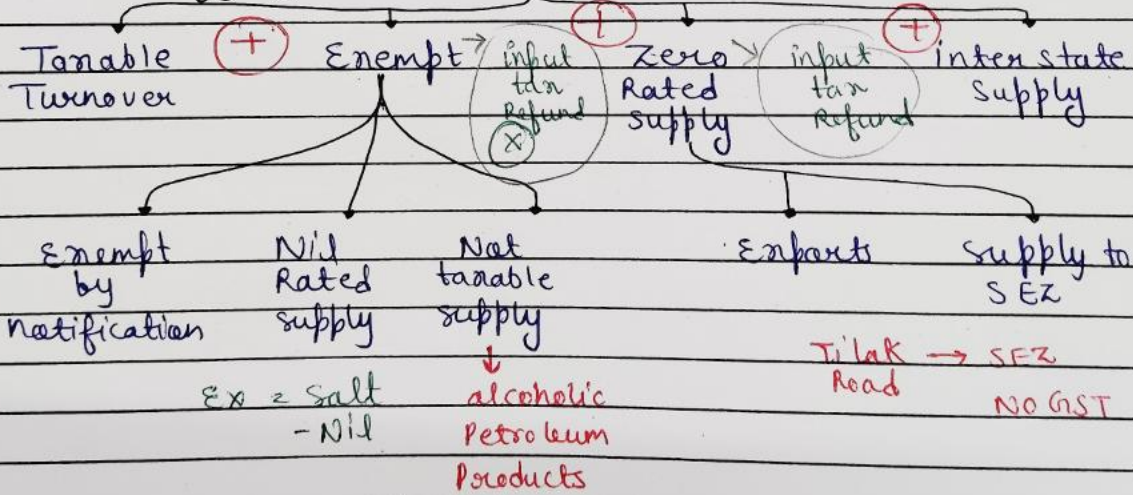 Taxable + Exempt → input + Zero → input + inter state
Turnover tax Rated tax Supply
Refund supply Refund
x
Exempt Nil Not Exports supply to
by Rated taxable SEZ
notification supply supply
Tilak → SEZ
Road NO GST
Ex = Salt alcoholic
- Nil Petroleum
Products